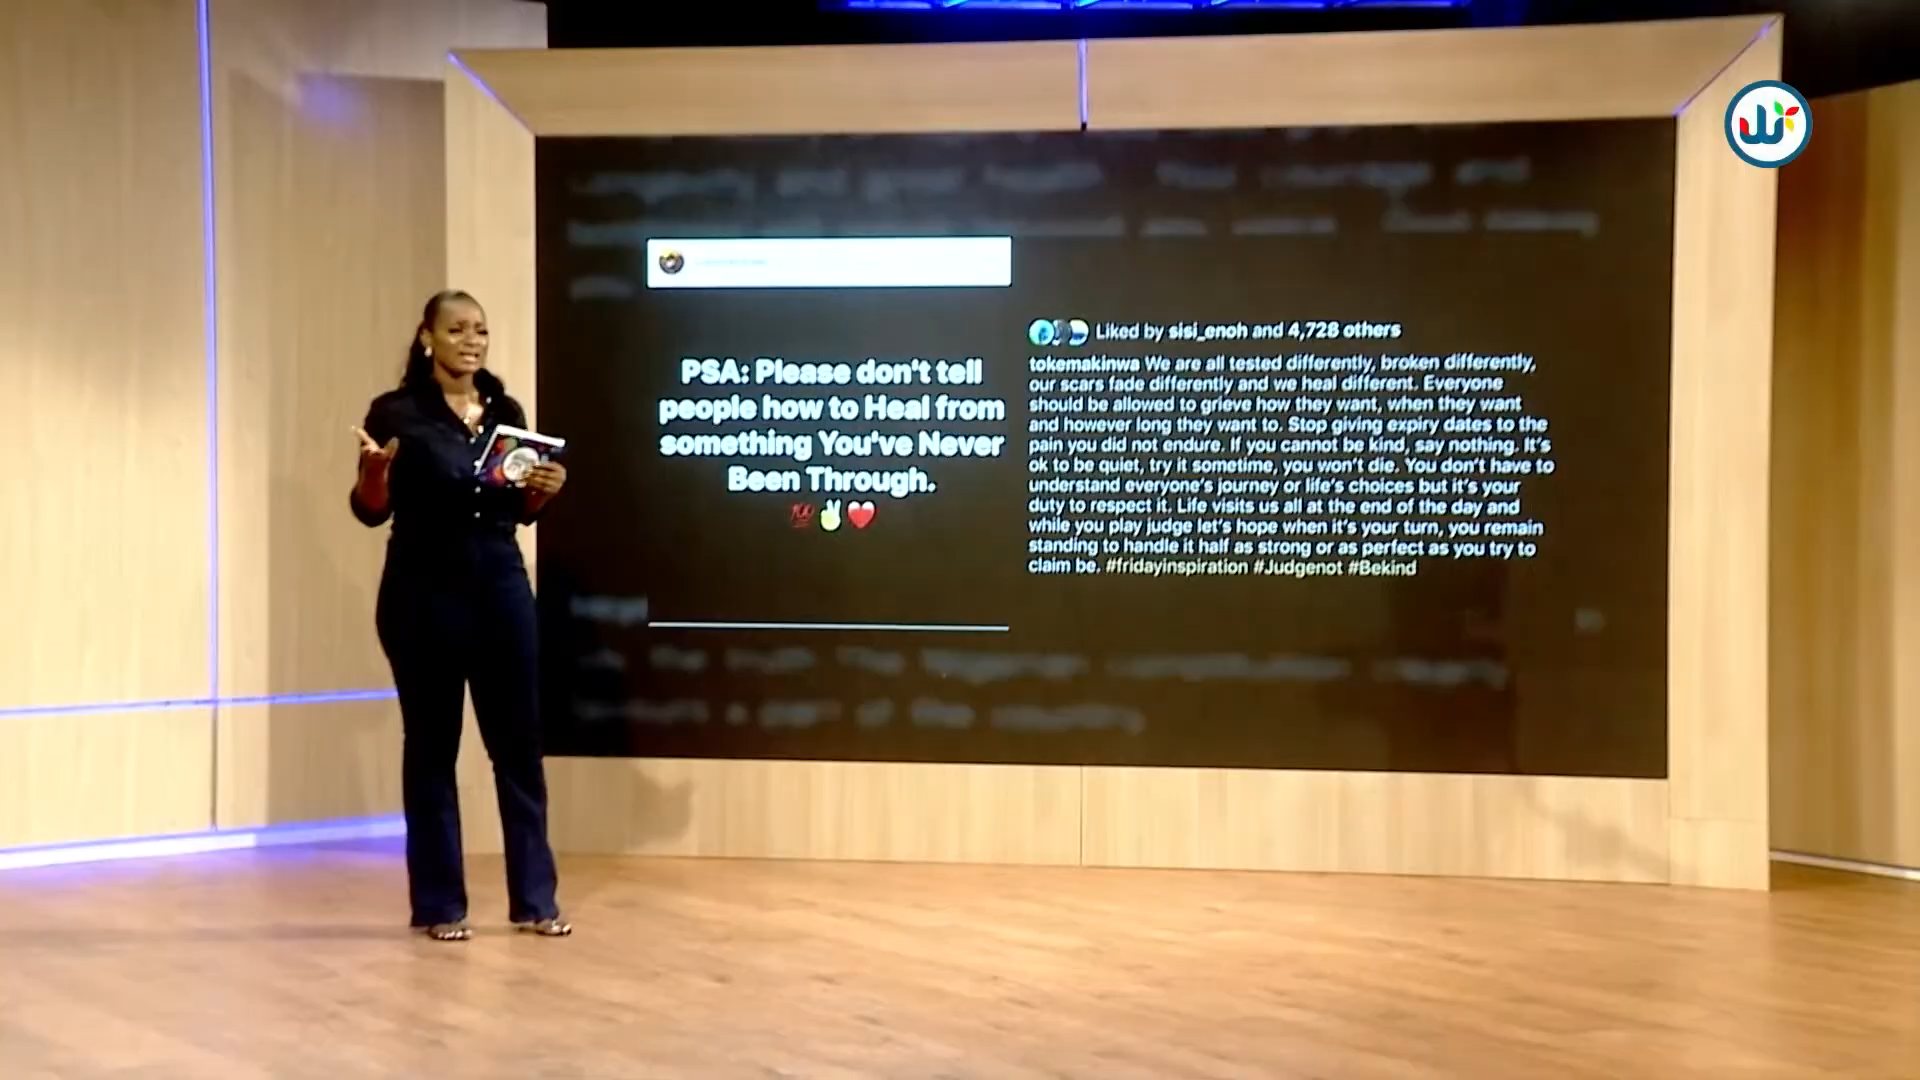 PSA: Please don't tell
people how to Heal from
something You've Never
Been Through.
💯✌️❤️
Liked by sisi_enoh and 4,728 others
tokemakinwa We are all tested differently, broken differently,
our scars fade differently and we heal different. Everyone
should be allowed to grieve how they want, when they want
and however long they want to. Stop giving expiry dates to the
pain you did not endure. If you cannot be kind, say nothing. It's
ok to be quiet, try it sometime, you won't die. You don't have to
understand everyone's journey or life's choices but it's your
duty to respect it. Life visits us all at the end of the day and
while you play judge let's hope when it's your turn, you remain
standing to handle it half as strong or as perfect as you try to
claim be. #fridayinspiration #Judgenot #Bekind